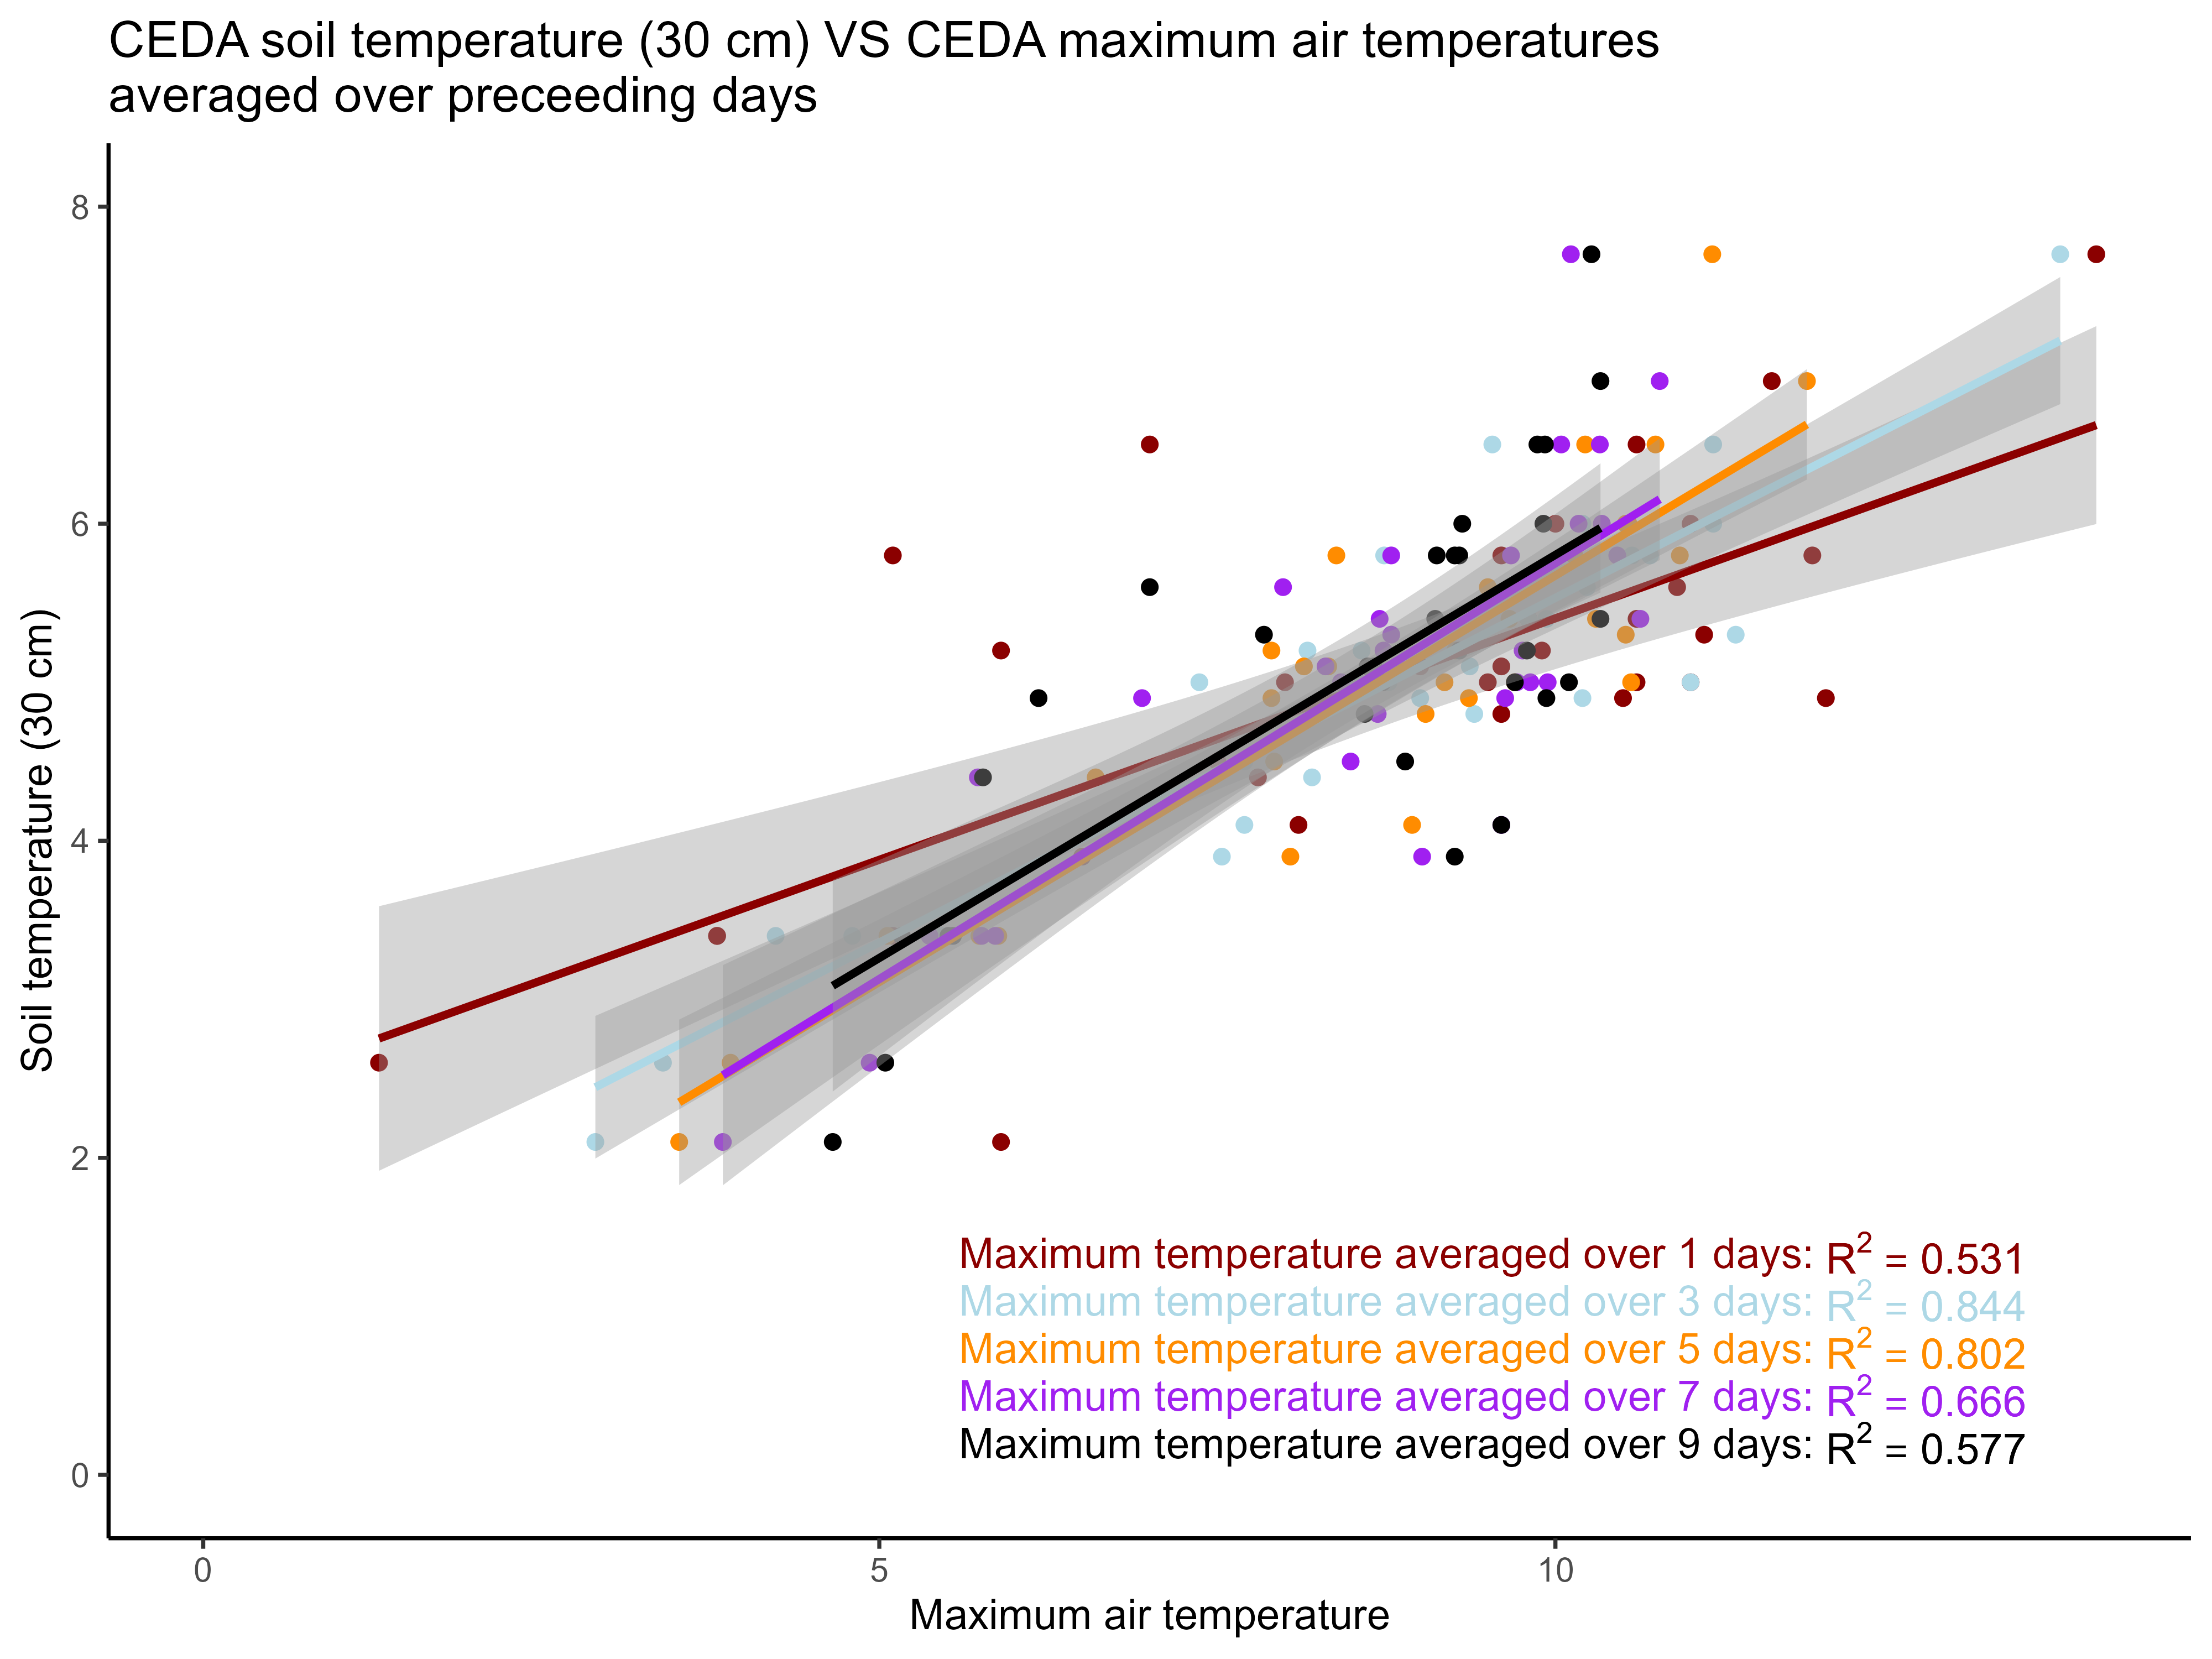 CEDA soil temperature (30 cm) VS CEDA maximum air temperatures
averaged over preceeding days
Soil temperature (30 cm)
8
6
4
2
0
Maximum temperature averaged over 1 days: R² = 0.531
Maximum temperature averaged over 3 days: R² = 0.844
Maximum temperature averaged over 5 days: R² = 0.802
Maximum temperature averaged over 7 days: R² = 0.666
Maximum temperature averaged over 9 days: R² = 0.577
0 5 10
Maximum air temperature